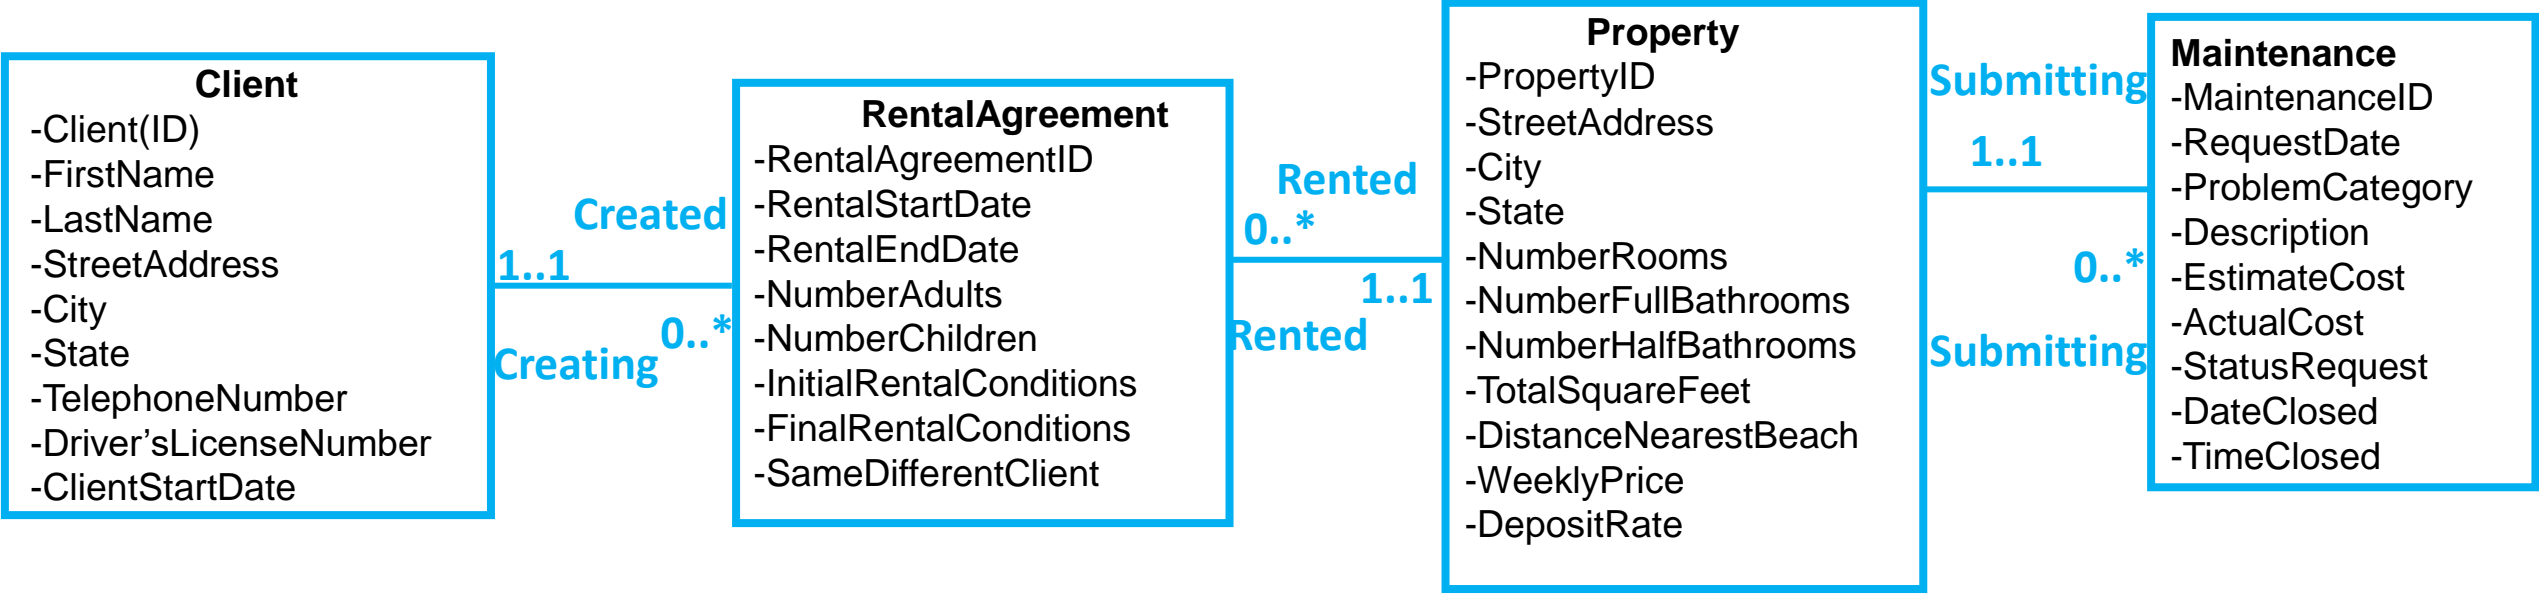 Client
-Client(ID)
-FirstName
-LastName
-StreetAddress
-City
-State
-TelephoneNumber
-Driver’sLicenseNumber
-ClientStartDate
Created
1..1
0..*
Creating
RentalAgreement
-RentalAgreementID
-RentalStartDate
-RentalEndDate
-NumberAdults
-NumberChildren
-InitialRentalConditions
-FinalRentalConditions
-SameDifferentClient
Rented
0..*
1..1
Rented
Property
-PropertyID
-StreetAddress
-City
-State
-NumberRooms
-NumberFullBathrooms
-NumberHalfBathrooms
-TotalSquareFeet
-DistanceNearestBeach
-WeeklyPrice
-DepositRate
Submitting
1..1
0..*
Submitting
Maintenance
-MaintenanceID
-RequestDate
-ProblemCategory
-Description
-EstimateCost
-ActualCost
-StatusRequest
-DateClosed
-TimeClosed